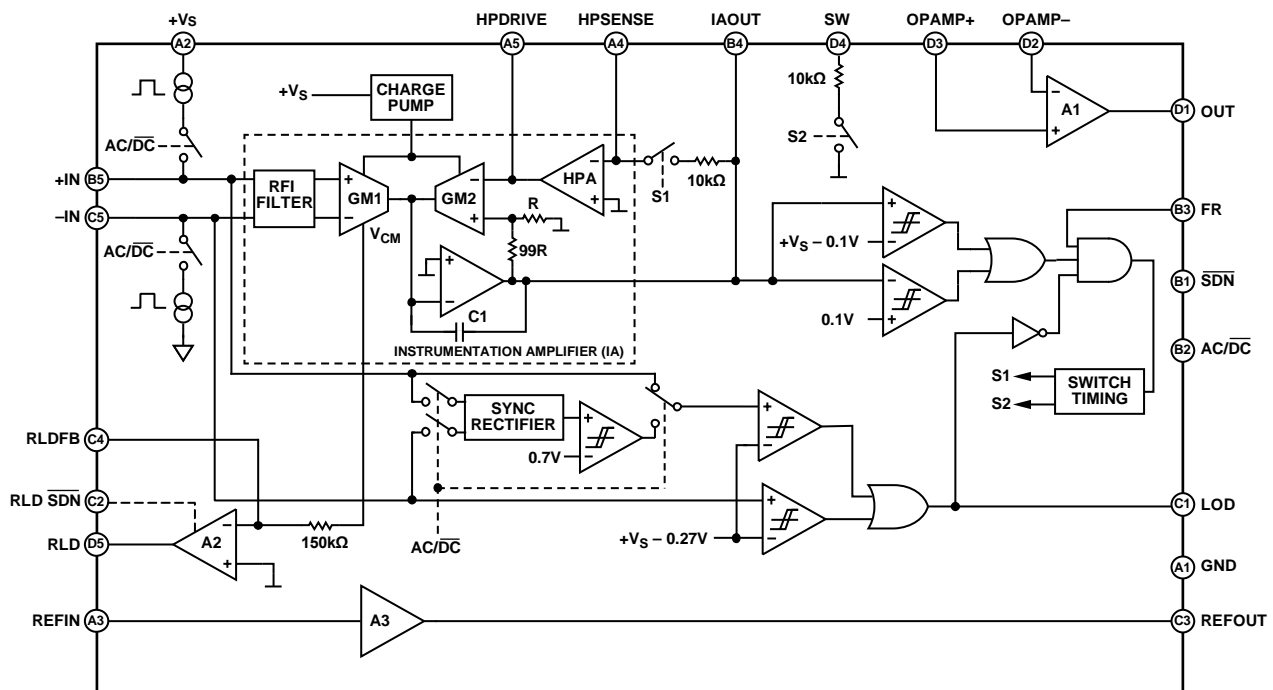 +VS
HPDRIVE
HPSENSE
IAOUT
SW
OPAMP+
OPAMP–
A2
A5
A4
B4
D4
D3
D2
10kΩ
+VS
CHARGE
PUMP
A1
–
+
D1
OUT
AC/DC
S2
+IN
B5
RFI
FILTER
+
–
GM1
GM2
–
+
HPA
–
+
S1
10kΩ
R
–IN
C5
VCM
99R
+
–
B3
FR
+VS – 0.1V
+
–
AC/DC
–
+
0.1V
B1
SDN
C1
INSTRUMENTATION AMPLIFIER (IA)
B2
AC/DC
S1
S2
SWITCH
TIMING
SYNC
RECTIFIER
+
–
0.7V
+
–
RLDFB
C4
RLD SDN
C2
+
–
C1
LOD
RLD
D5
A2
–
+
150kΩ
AC/DC
+VS – 0.27V
A1
GND
REFIN
A3
A3
C3
REFOUT